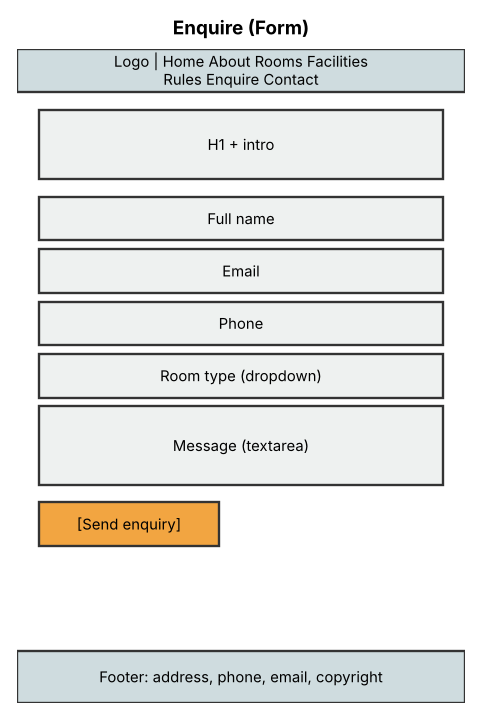 Enquire (Form)
Logo | Home About Rooms Facilities
Rules Enquire Contact
H1 + intro
Full name
Email
Phone
Room type (dropdown)
Message (textarea)
[Send enquiry]
Footer: address, phone, email, copyright